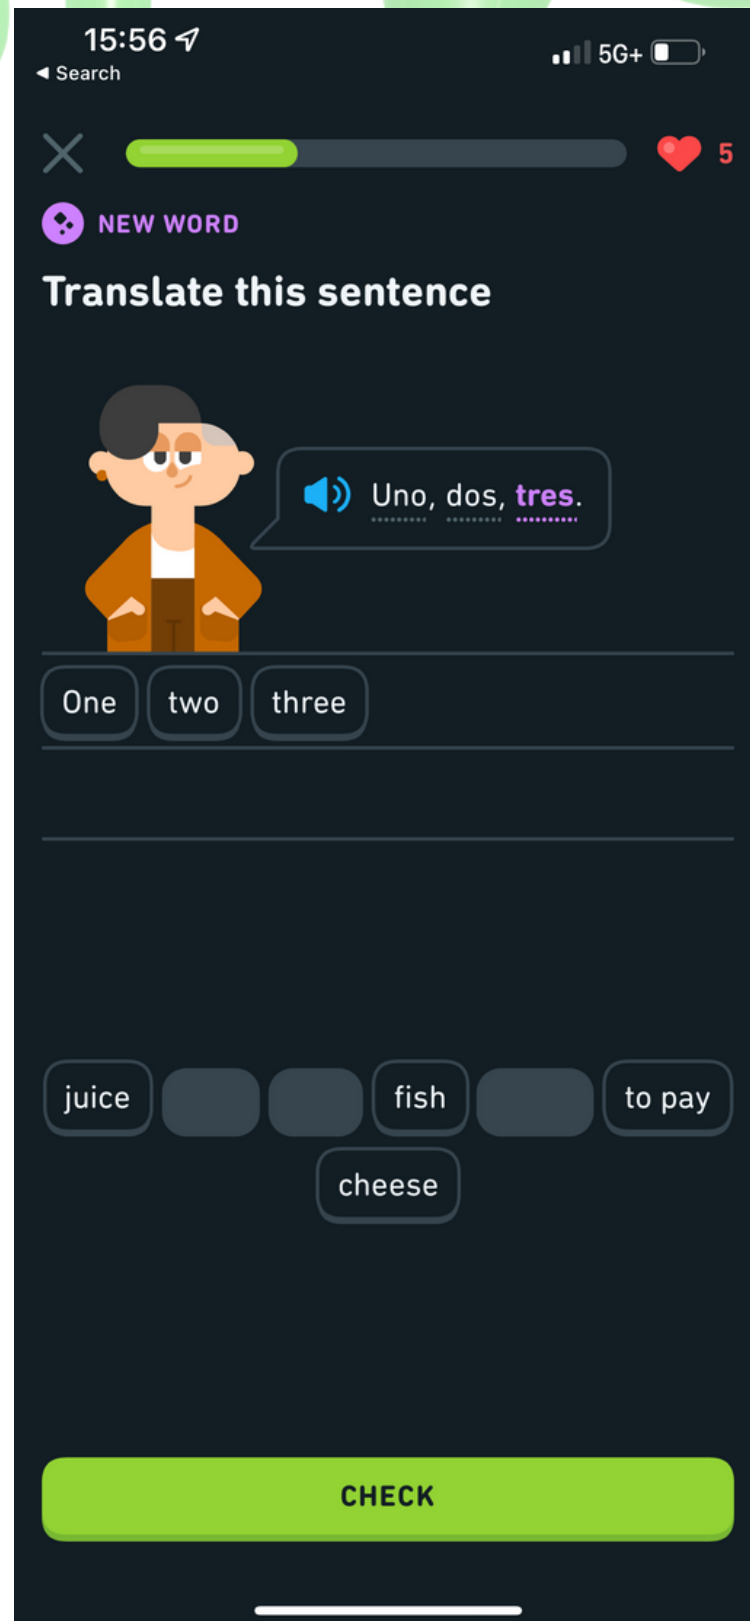 15:56
5G+
◀ Search
5
NEW WORD
Translate this sentence
Uno, dos, tres.
One two three
juice fish to pay
cheese
CHECK